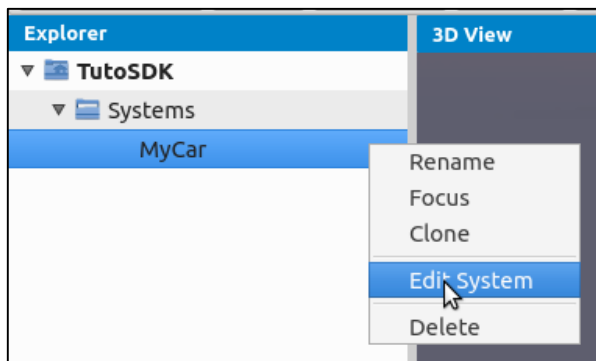 Explorer
3D View
TutoSDK
Systems
MyCar
Rename
Focus
Clone
Edit System
Delete